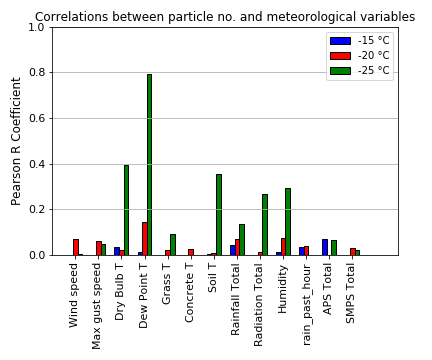 Correlations between particle no. and meteorological variables
Pearson R Coefficient
1.0
0.8
0.6
0.4
0.2
0.0
-15 °C
-20 °C
-25 °C
Wind speed
Max gust speed
Dry Bulb T
Dew Point T
Grass T
Concrete T
Soil T
Rainfall Total
Radiation Total
Humidity
rain_past_hour
APS Total
SMPS Total